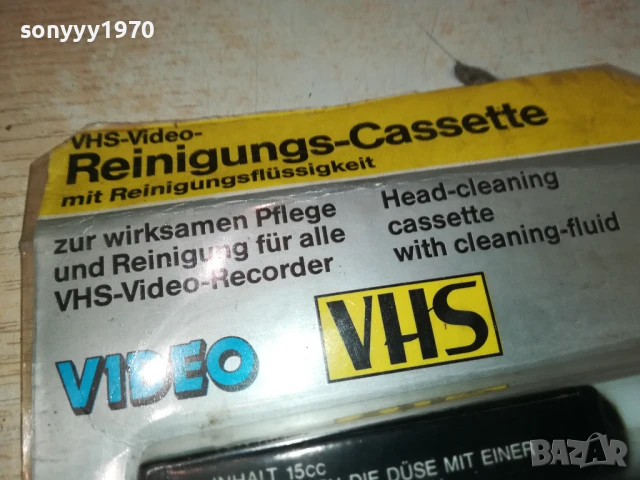 sonyyy1970
VHS-Video-
Reinigungs-Cassette
mit Reinigungsflüssigkeit
zur wirksamen Pflege
und Reinigung für alle
VHS-Video-Recorder
Head-cleaning
cassette
with cleaning-fluid
VIDEO
VHS
INHALT 15cc
DIE DÜSE MIT EINER
BAZAR